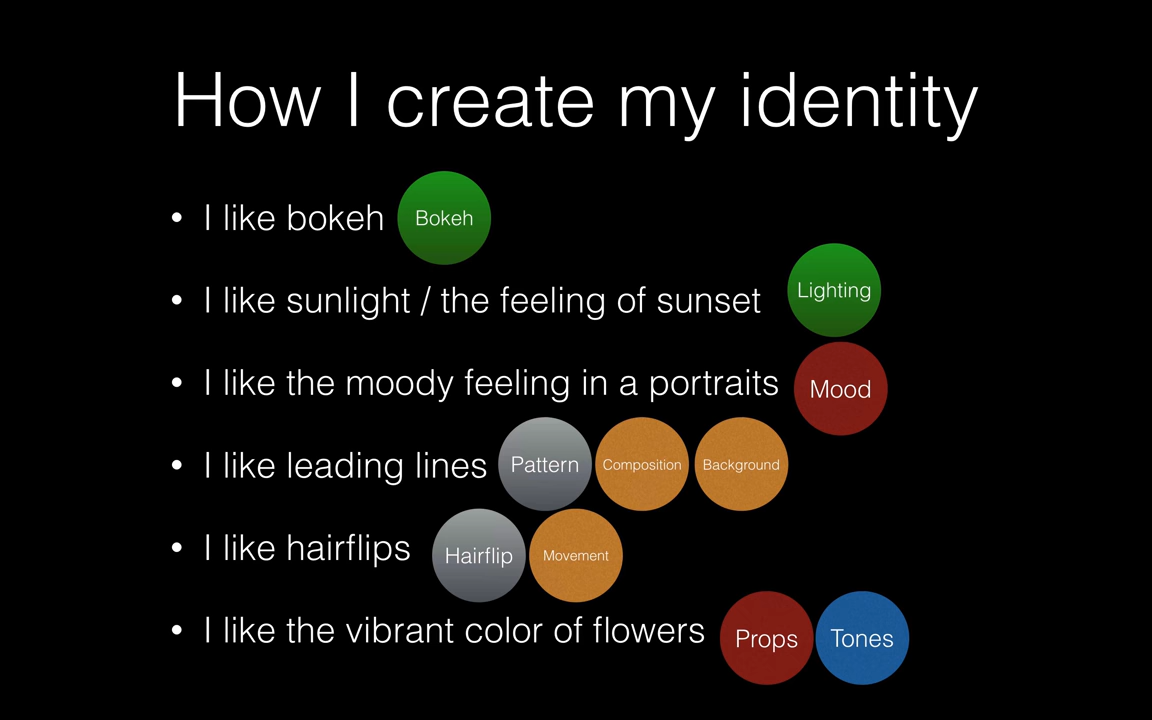 How I create my identity
• I like bokeh Bokeh
• I like sunlight / the feeling of sunset Lighting
• I like the moody feeling in a portraits Mood
• I like leading lines Pattern Composition Background
• I like hairflips Hairflip Movement
• I like the vibrant color of flowers Props Tones